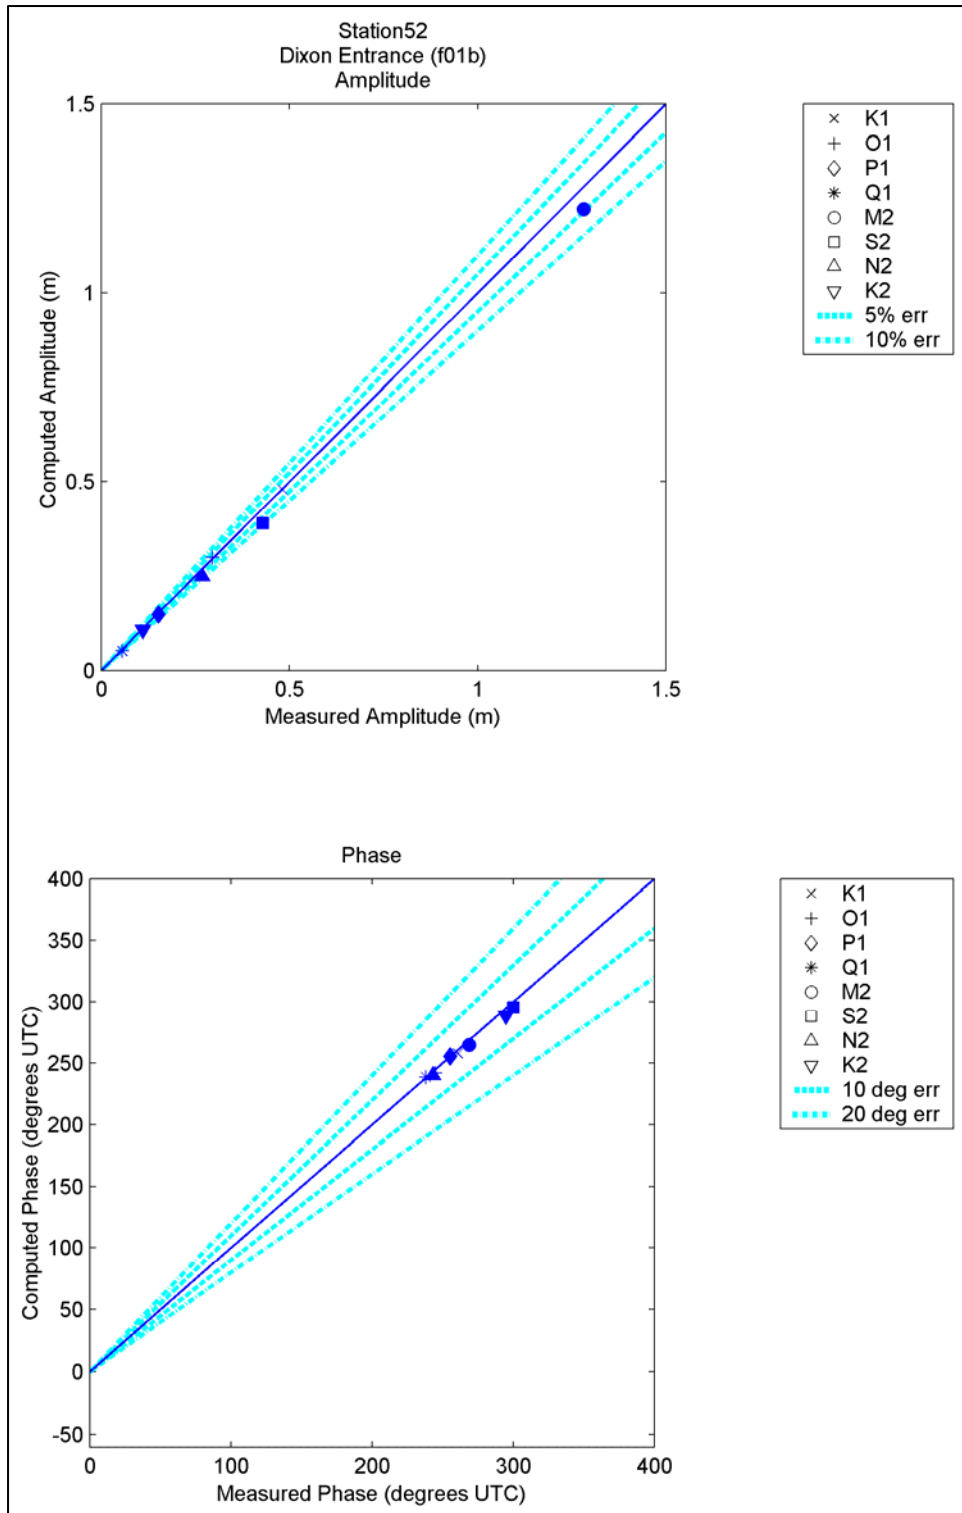 Station52
Dixon Entrance (f01b)
Amplitude
1.5
1
0.5
0
0
0.5
1
1.5
Computed Amplitude (m)
Measured Amplitude (m)
K1
O1
P1
Q1
M2
S2
N2
K2
5% err
10% err
Phase
400
350
300
250
200
150
100
50
0
-50
0
100
200
300
400
Computed Phase (degrees UTC)
Measured Phase (degrees UTC)
K1
O1
P1
Q1
M2
S2
N2
K2
10 deg err
20 deg err